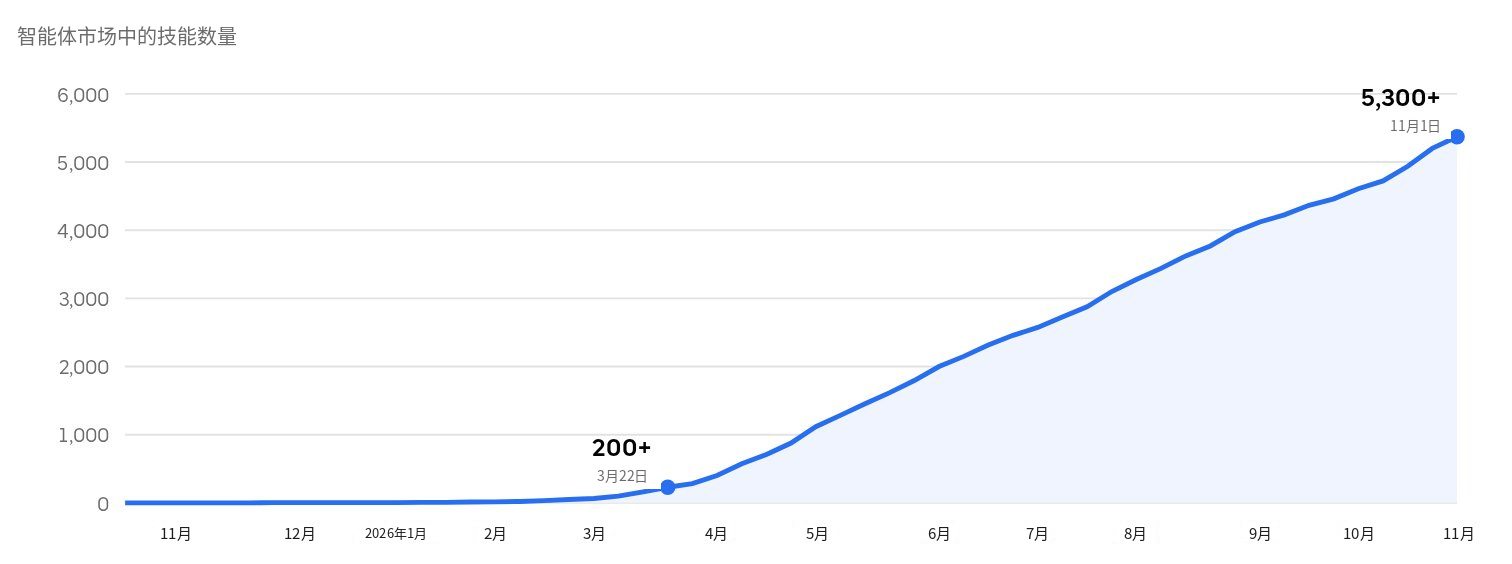 智能体市场中的技能数量
6,000
5,000
4,000
3,000
2,000
1,000
0
5,300+
11月1日
200+
3月22日
11月 12月 2026年1月 2月 3月 4月 5月 6月 7月 8月 9月 10月 11月